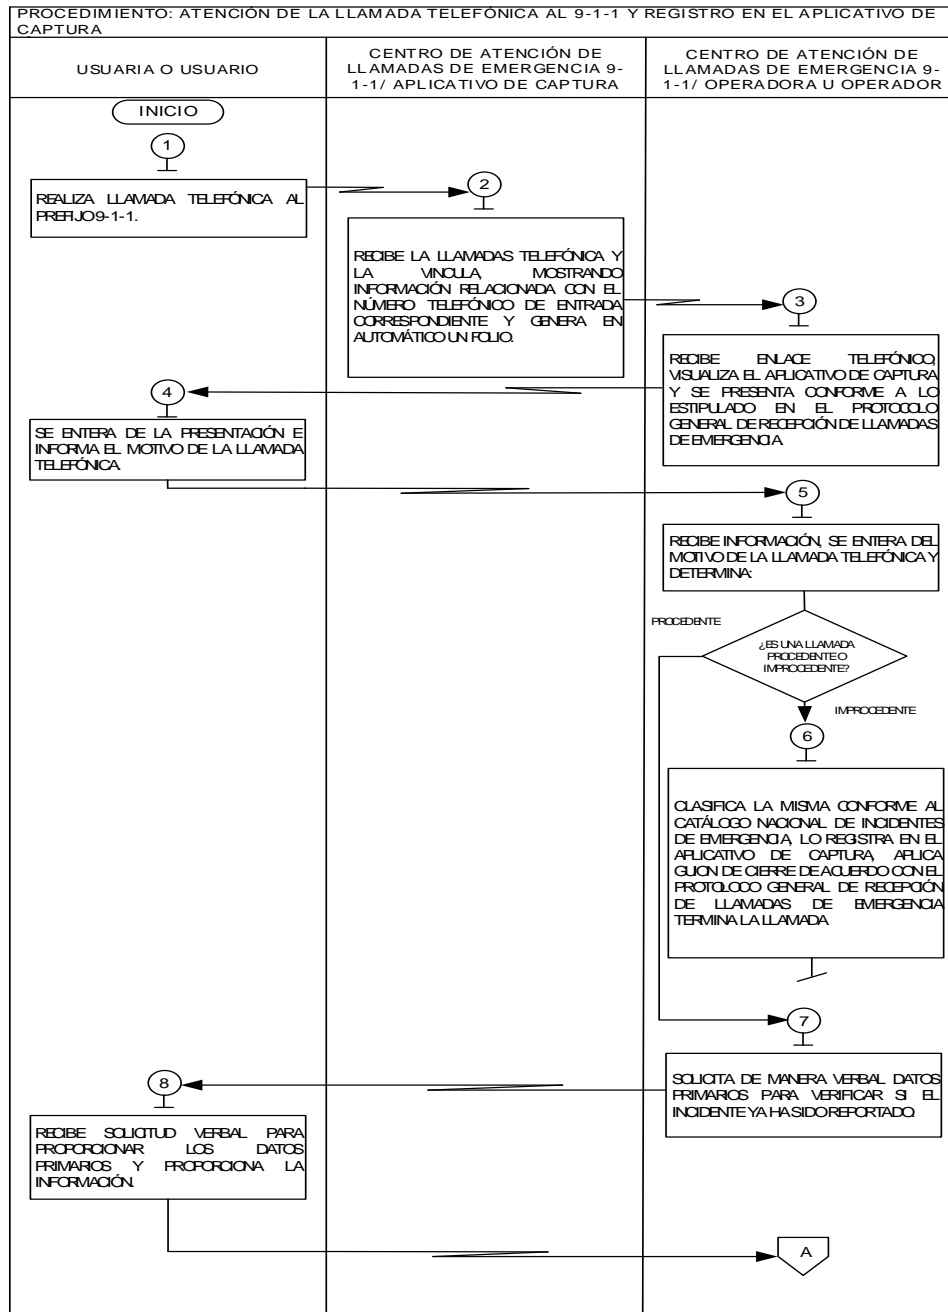 PROCEDIMIENTO: ATENCIÓN DE LA LLAMADA TELEFÓNICA AL 9-1-1 Y REGISTRO EN EL APLICATIVO DE
CAPTURA
USUARIA O USUARIO
CENTRO DE ATENCIÓN DE
LLAMADAS DE EMERGENCIA 9-
1-1/ APLICATIVO DE CAPTURA
CENTRO DE ATENCIÓN DE
LLAMADAS DE EMERGENCIA 9-
1-1/ OPERADORA U OPERADOR
INICIO
1
REALIZA LLAMADA TELEFÓNICA AL
PREFIJO 9-1-1.
2
RECIBE LA LLAMADAS TELEFÓNICA Y
LA VINCULA, MOSTRANDO
INFORMACIÓN RELACIONADA CON EL
NÚMERO TELEFÓNICO DE ENTRADA
CORRESPONDIENTE Y GENERA EN
AUTOMÁTICO UN FOLIO.
3
RECIBE ENLACE TELEFÓNICO,
VISUALIZA EL APLICATIVO DE CAPTURA
Y SE PRESENTA CONFORME A LO
ESTIPULADO EN EL PROTOCOLO
GENERAL DE RECEPCIÓN DE LLAMADAS
DE EMERGENCIA.
4
SE ENTERA DE LA PRESENTACIÓN E
INFORMA EL MOTIVO DE LA LLAMADA
TELEFÓNICA.
5
RECIBE INFORMACIÓN, SE ENTERA DEL
MOTIVO DE LA LLAMADA TELEFÓNICA Y
DETERMINA:
PROCEDENTE
¿ES UNA LLAMADA
PROCEDENTE O
IMPROCEDENTE?
IMPROCEDENTE
6
CLASIFICA LA MISMA CONFORME AL
CATÁLOGO NACIONAL DE INCIDENTES
DE EMERGENCIA, LO REGISTRA EN EL
APLICATIVO DE CAPTURA, APLICA
GUION DE CIERRE DE ACUERDO CON EL
PROTOLOCO GENERAL DE RECEPCIÓN
DE LLAMADAS DE EMERGENCIA
TERMINA LA LLAMADA
7
SOLICITA DE MANERA VERBAL DATOS
PRIMARIOS PARA VERIFICAR SI EL
INCIDENTE YA HA SIDO REPORTADO.
8
RECIBE SOLICITUD VERBAL PARA
PROPORCIONAR LOS DATOS
PRIMARIOS Y PROPORCIONA LA
INFORMACIÓN.
A